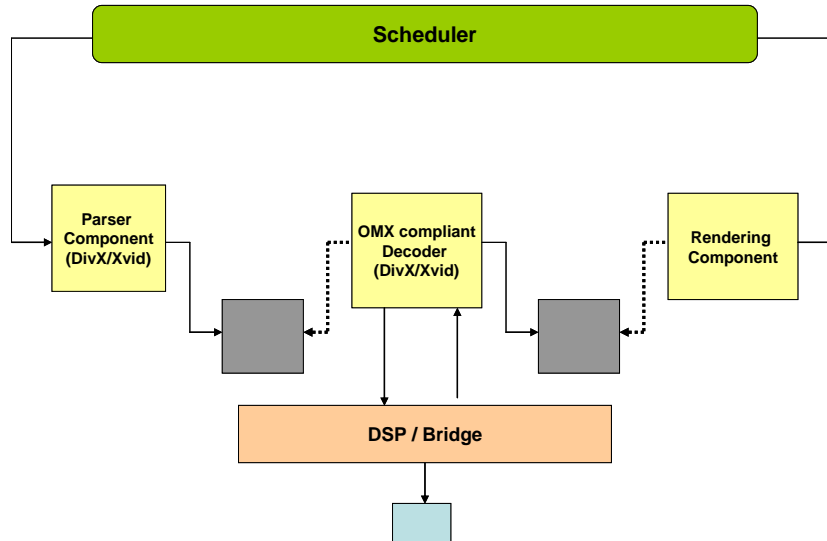 Scheduler
Parser
Component
(DivX/Xvid)
OMX compliant
Decoder
(DivX/Xvid)
Rendering
Component
DSP / Bridge